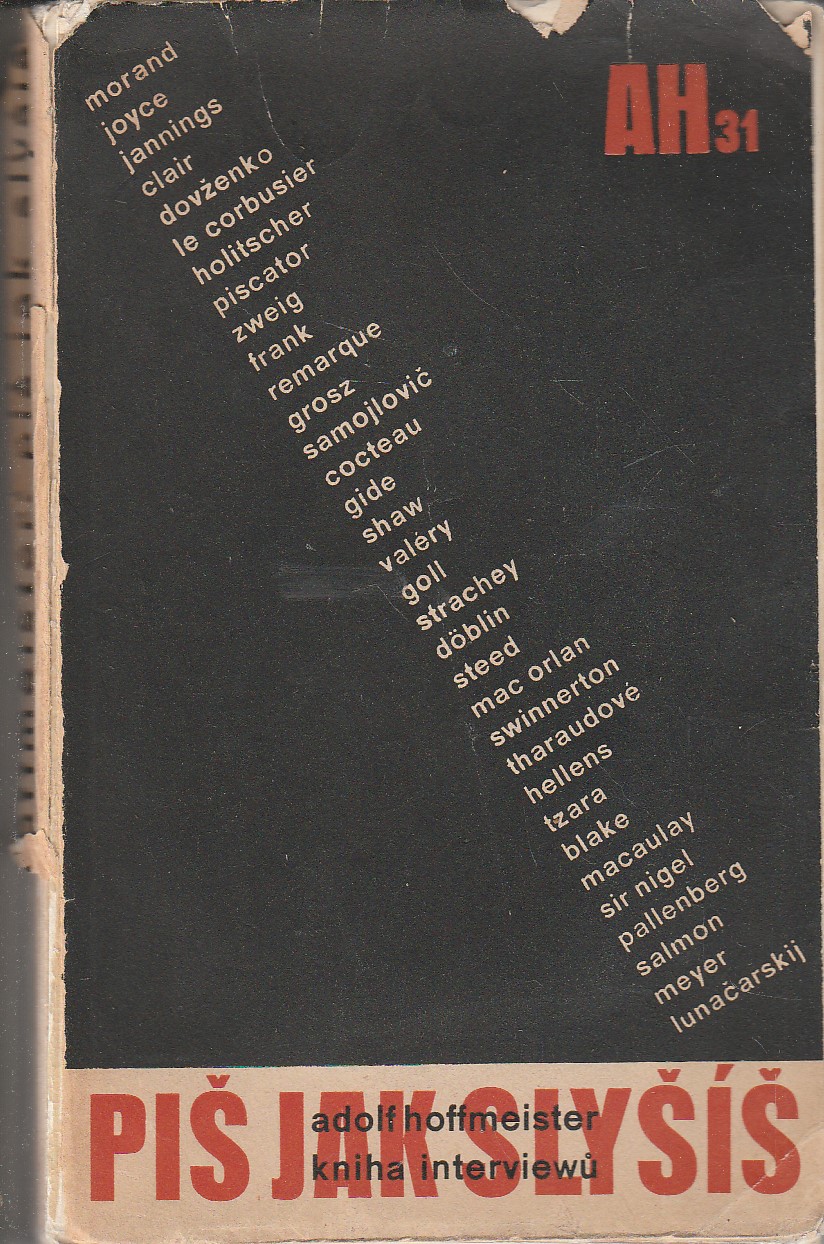 AH31
morand
joyce
jannings
clair
dovženko
le corbusier
holitscher
piscator
zweig
frank
remarque
grosz
samojlovič
cocteau
gide
shaw
valéry
goll
strachey
döblin
steed
mac orlan
swinnerton
tharaudové
hellens
tzara
blake
macaulay
sir nigel
pallenberg
salmon
meyer
lunačarskij
PIŠ JAK SLYŠÍŠ
adolf hoffmeister
kniha interviewů